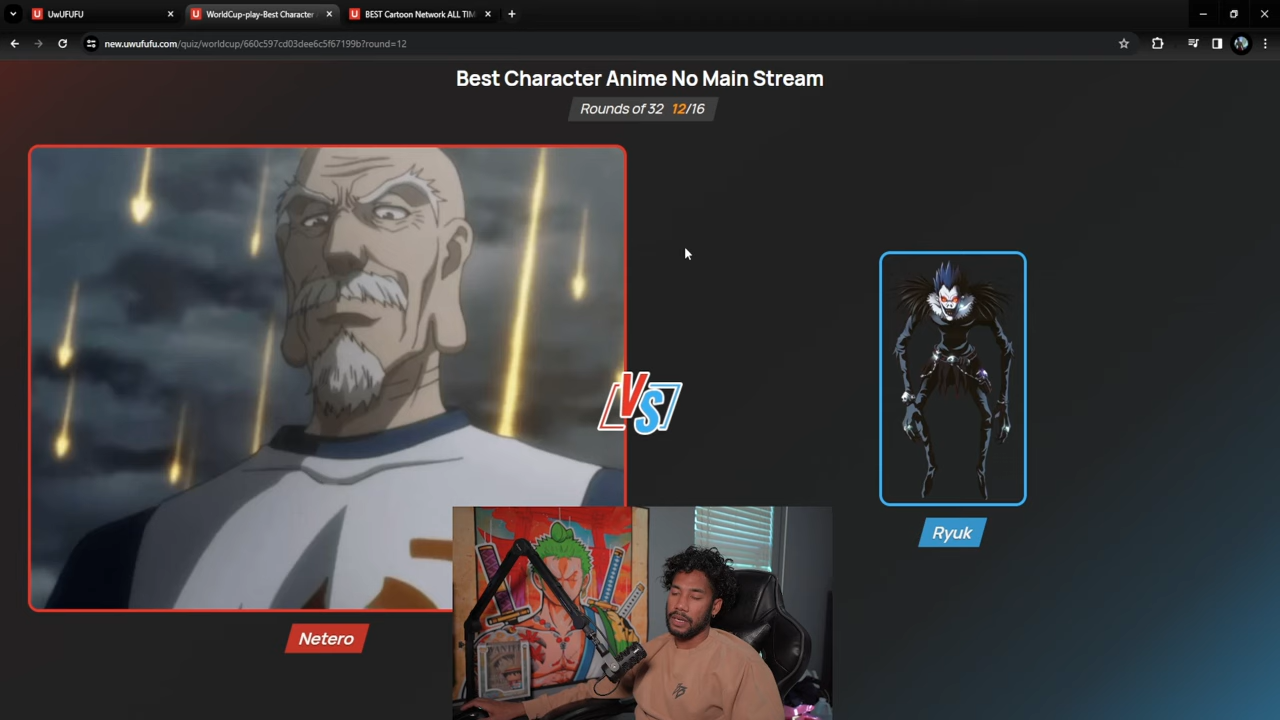 UwUFUFU
WorldCup-play-Best Character
BEST Cartoon Network ALL TIM
new.uwufufu.com/quiz/worldcup/660c597cd03dee6c5f67199b?round=12
Best Character Anime No Main Stream
Rounds of 32 12/16
VS
Netero
Ryuk